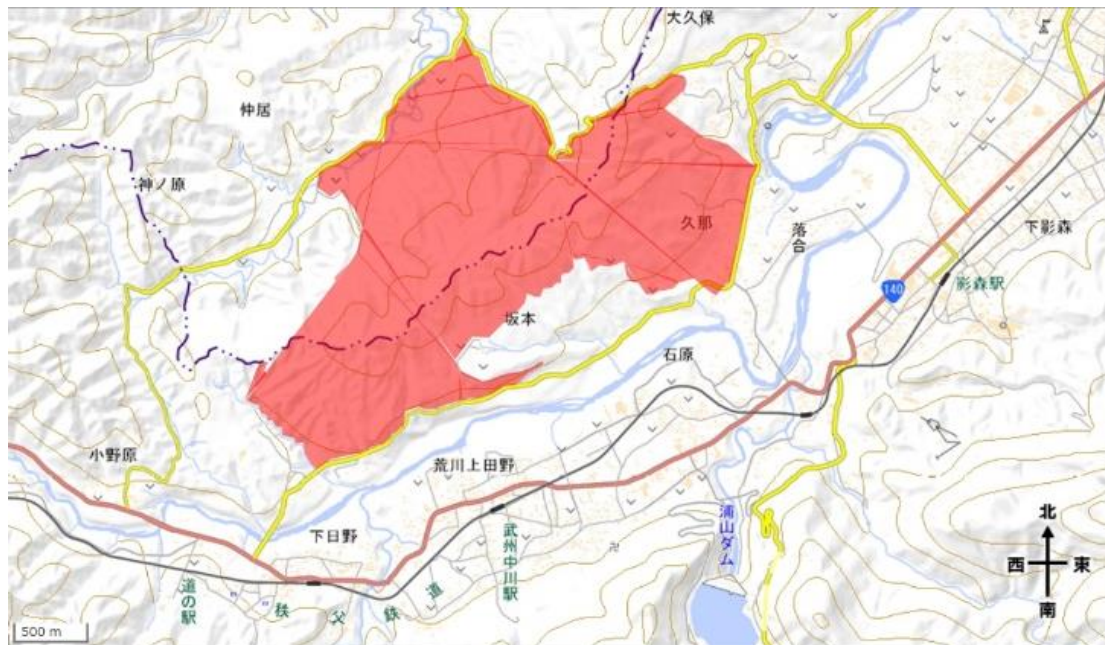 大久保
仲居
神ノ原
久那
落合
下影森
影森駅
140
坂本
石原
小野原
荒川上田野
下日野
武州中川駅
浦山ダム
道の駅
秩父鉄道
北
西
東
南
500 m